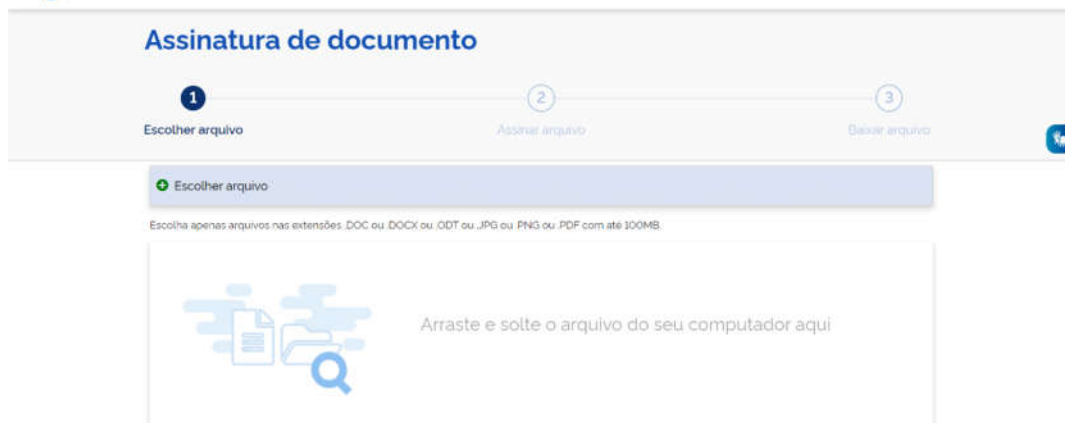 Assinatura de documento
1 2 3
Escolher arquivo Assinar arquivo Baixar arquivo
Escolher arquivo
Escolha apenas arquivos nas extensões .DOC ou .DOCX ou .ODT ou .JPG ou .PNG ou .PDF com até 100MB.
Arraste e solte o arquivo do seu computador aqui